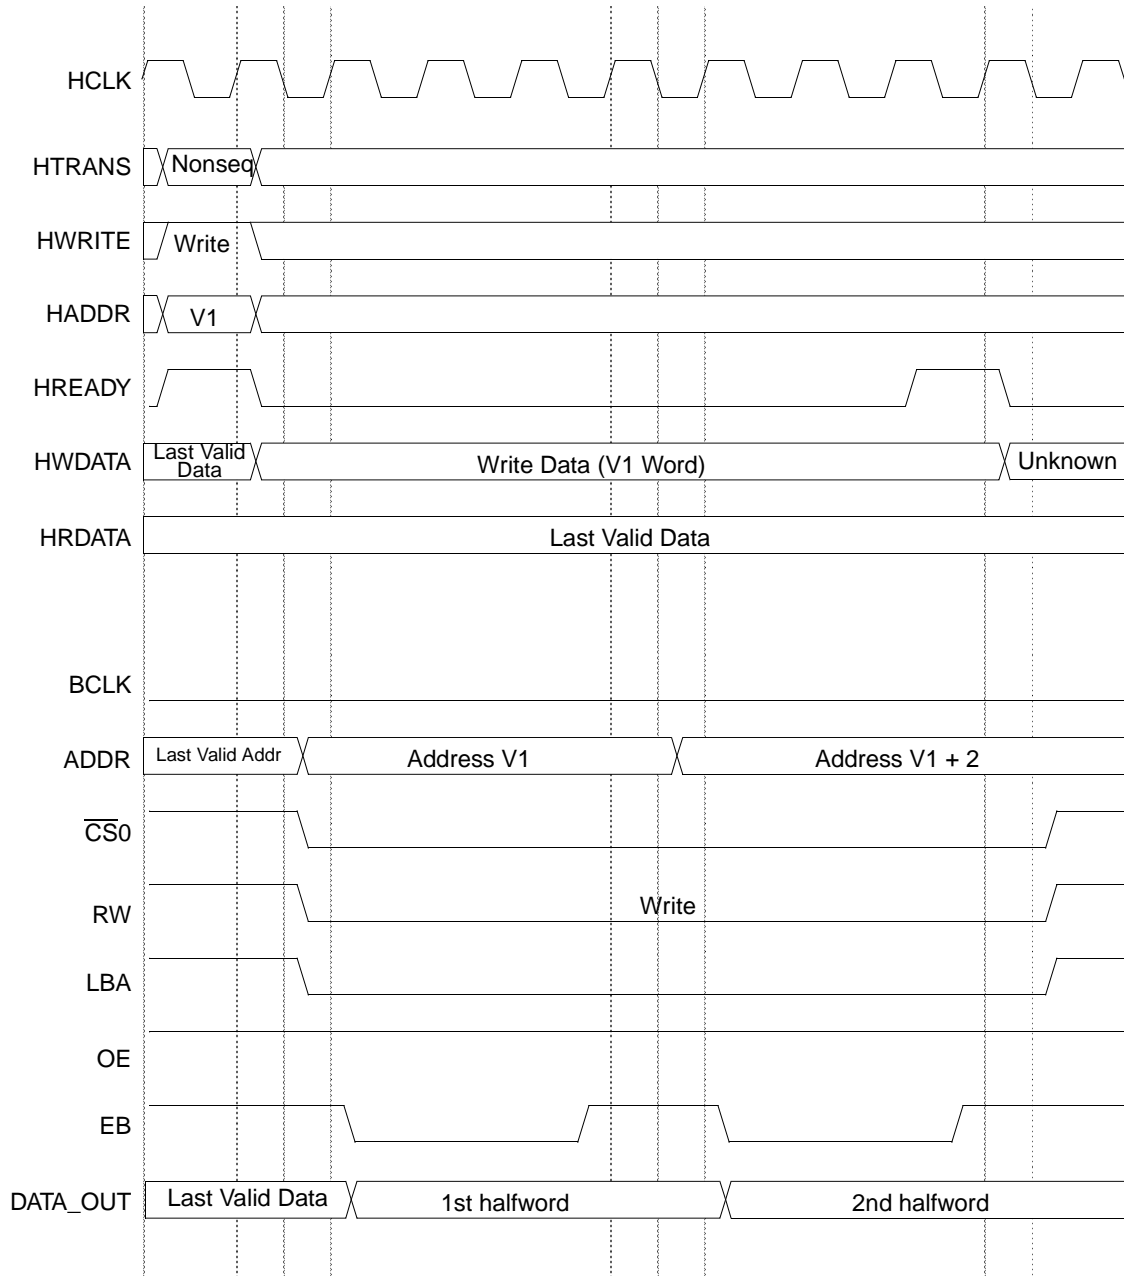 HCLK
HTRANS Nonseq
HWRITE Write
HADDR V1
HREADY
HWDATA Last Valid Data Write Data (V1 Word) Unknown
HRDATA Last Valid Data
BCLK
ADDR Last Valid Addr Address V1 Address V1 + 2
CS0
RW Write
LBA
OE
EB
DATA_OUT Last Valid Data 1st halfword 2nd halfword